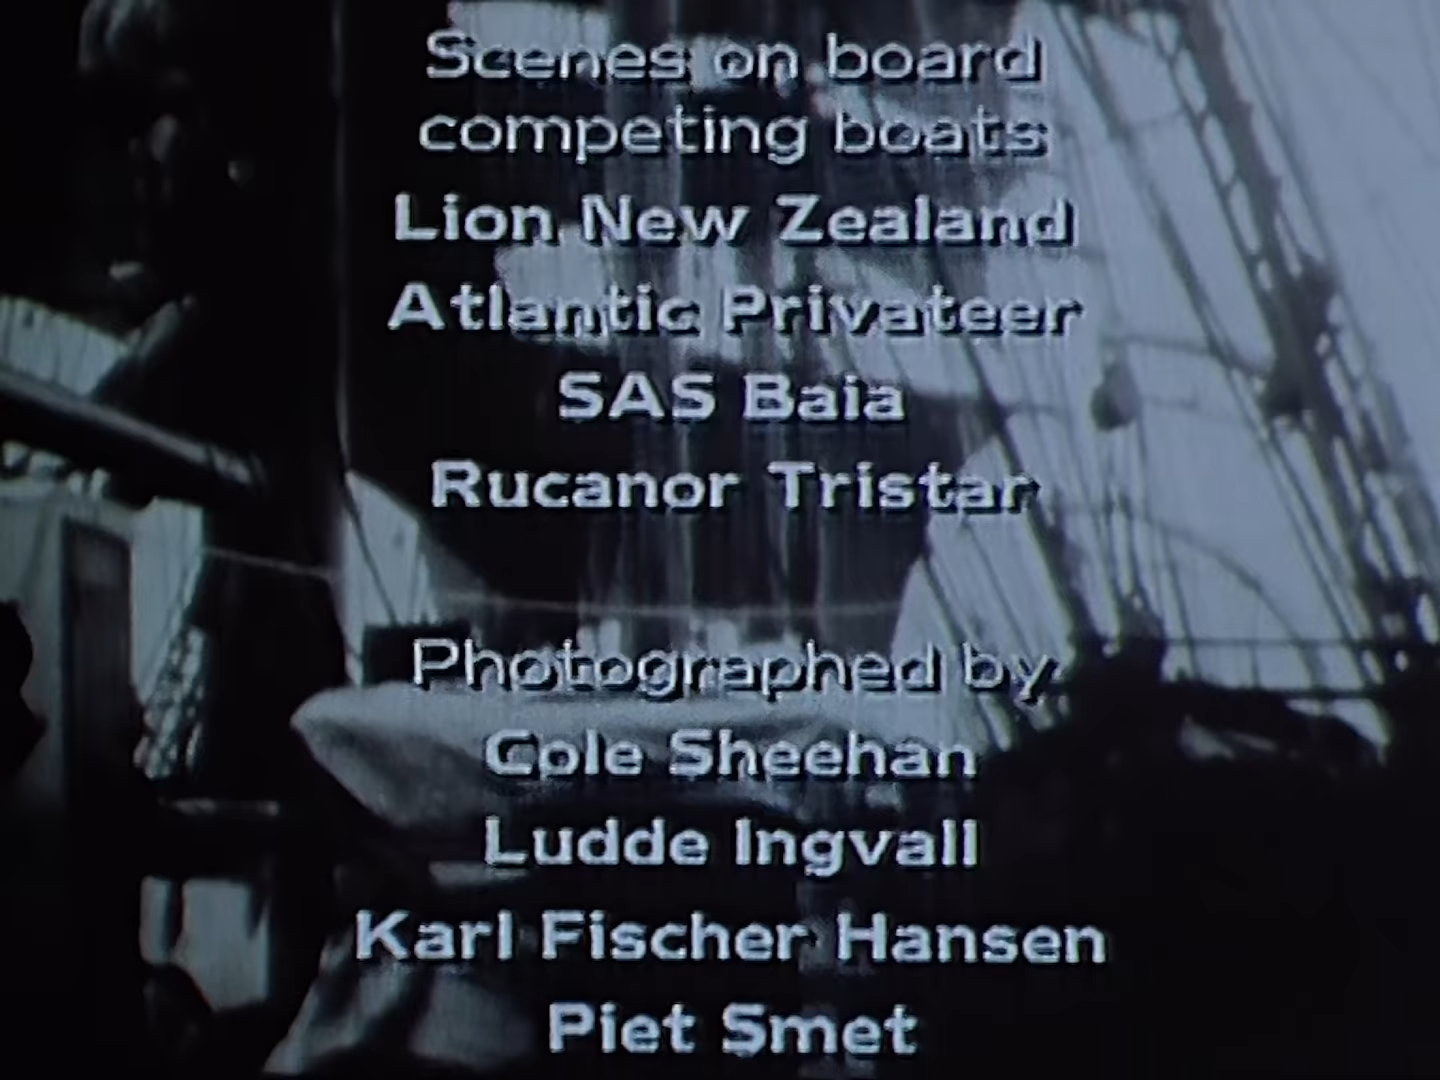 Scenes on board
competing boats
Lion New Zealand
Atlantic Privateer
SAS Baia
Rucanor Tristar
Photographed by
Cole Sheehan
Ludde Ingvall
Karl Fischer Hansen
Piet Smet